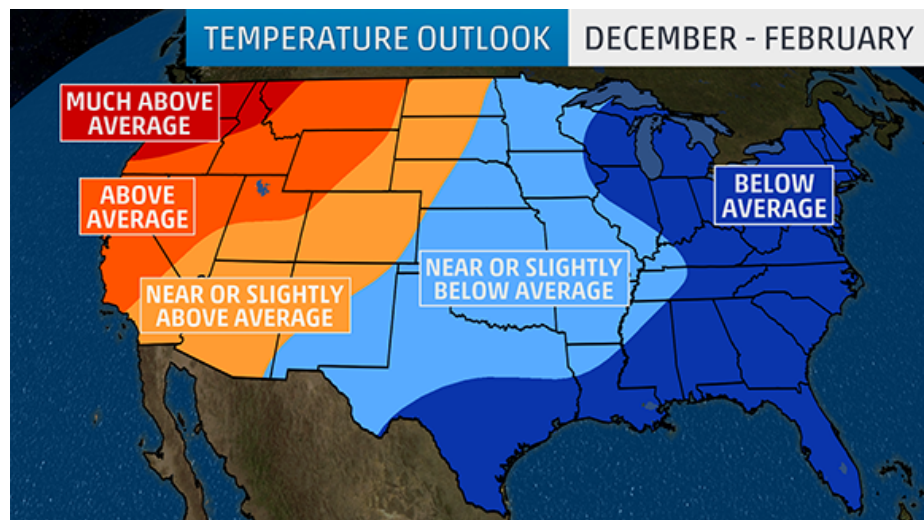 TEMPERATURE OUTLOOK DECEMBER - FEBRUARY
MUCH ABOVE
AVERAGE
ABOVE
AVERAGE
BELOW
AVERAGE
NEAR OR SLIGHTLY
ABOVE AVERAGE
NEAR OR SLIGHTLY
BELOW AVERAGE